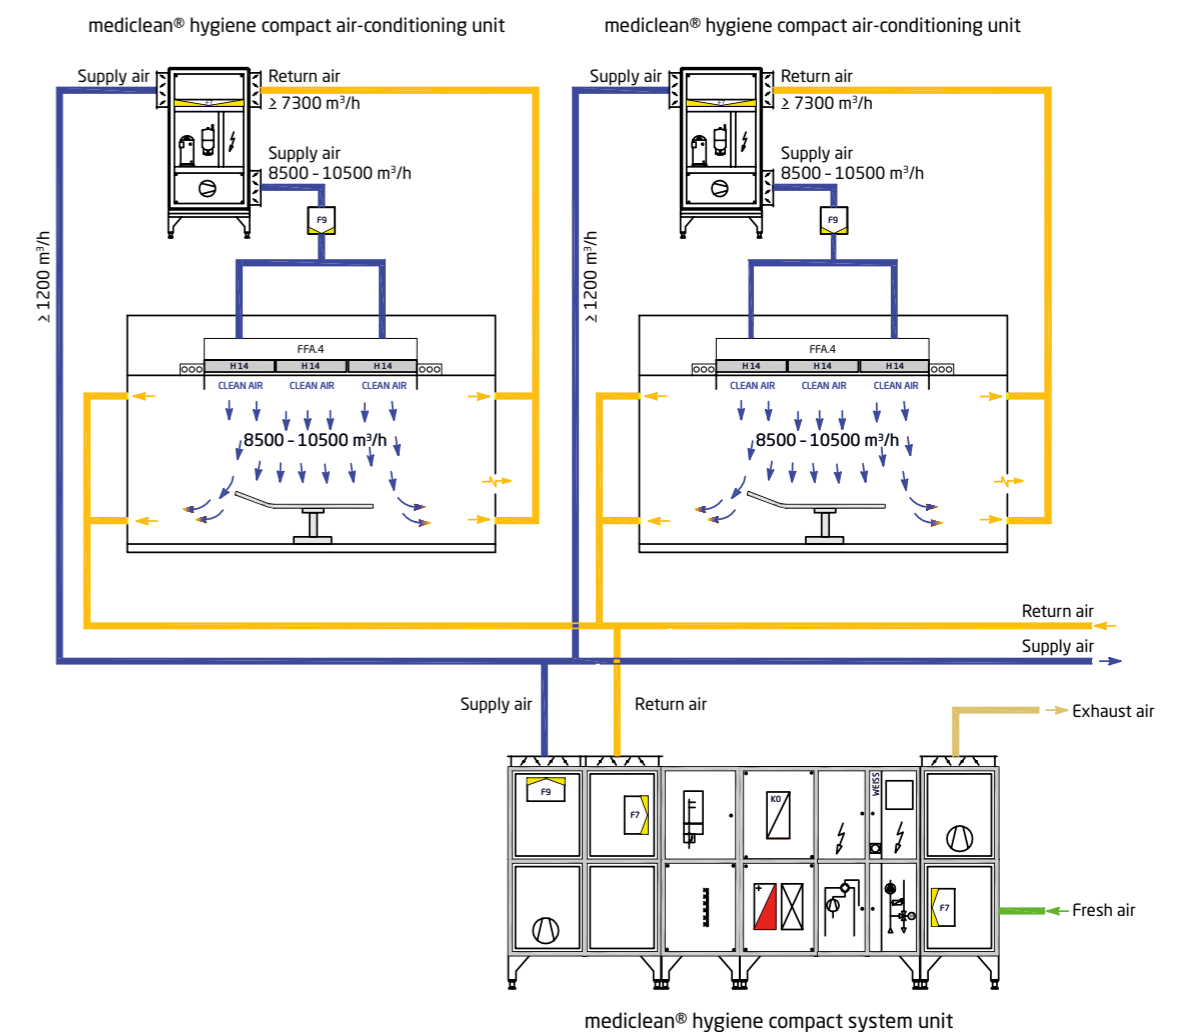 mediclean® hygiene compact air-conditioning unit
mediclean® hygiene compact air-conditioning unit
Supply air
Return air
≥ 7300 m³/h
F7
Supply air
8500 – 10500 m³/h
F9
≥ 1200 m³/h
FFA.4
H14 H14 H14
CLEAN AIR CLEAN AIR CLEAN AIR
8500 – 10500 m³/h
Supply air
Return air
≥ 7300 m³/h
F7
Supply air
8500 – 10500 m³/h
F9
≥ 1200 m³/h
FFA.4
H14 H14 H14
CLEAN AIR CLEAN AIR CLEAN AIR
8500 – 10500 m³/h
Return air
Supply air
Supply air
Return air
Exhaust air
F9
F7
K0
WEISS
+
F7
Fresh air
mediclean® hygiene compact system unit